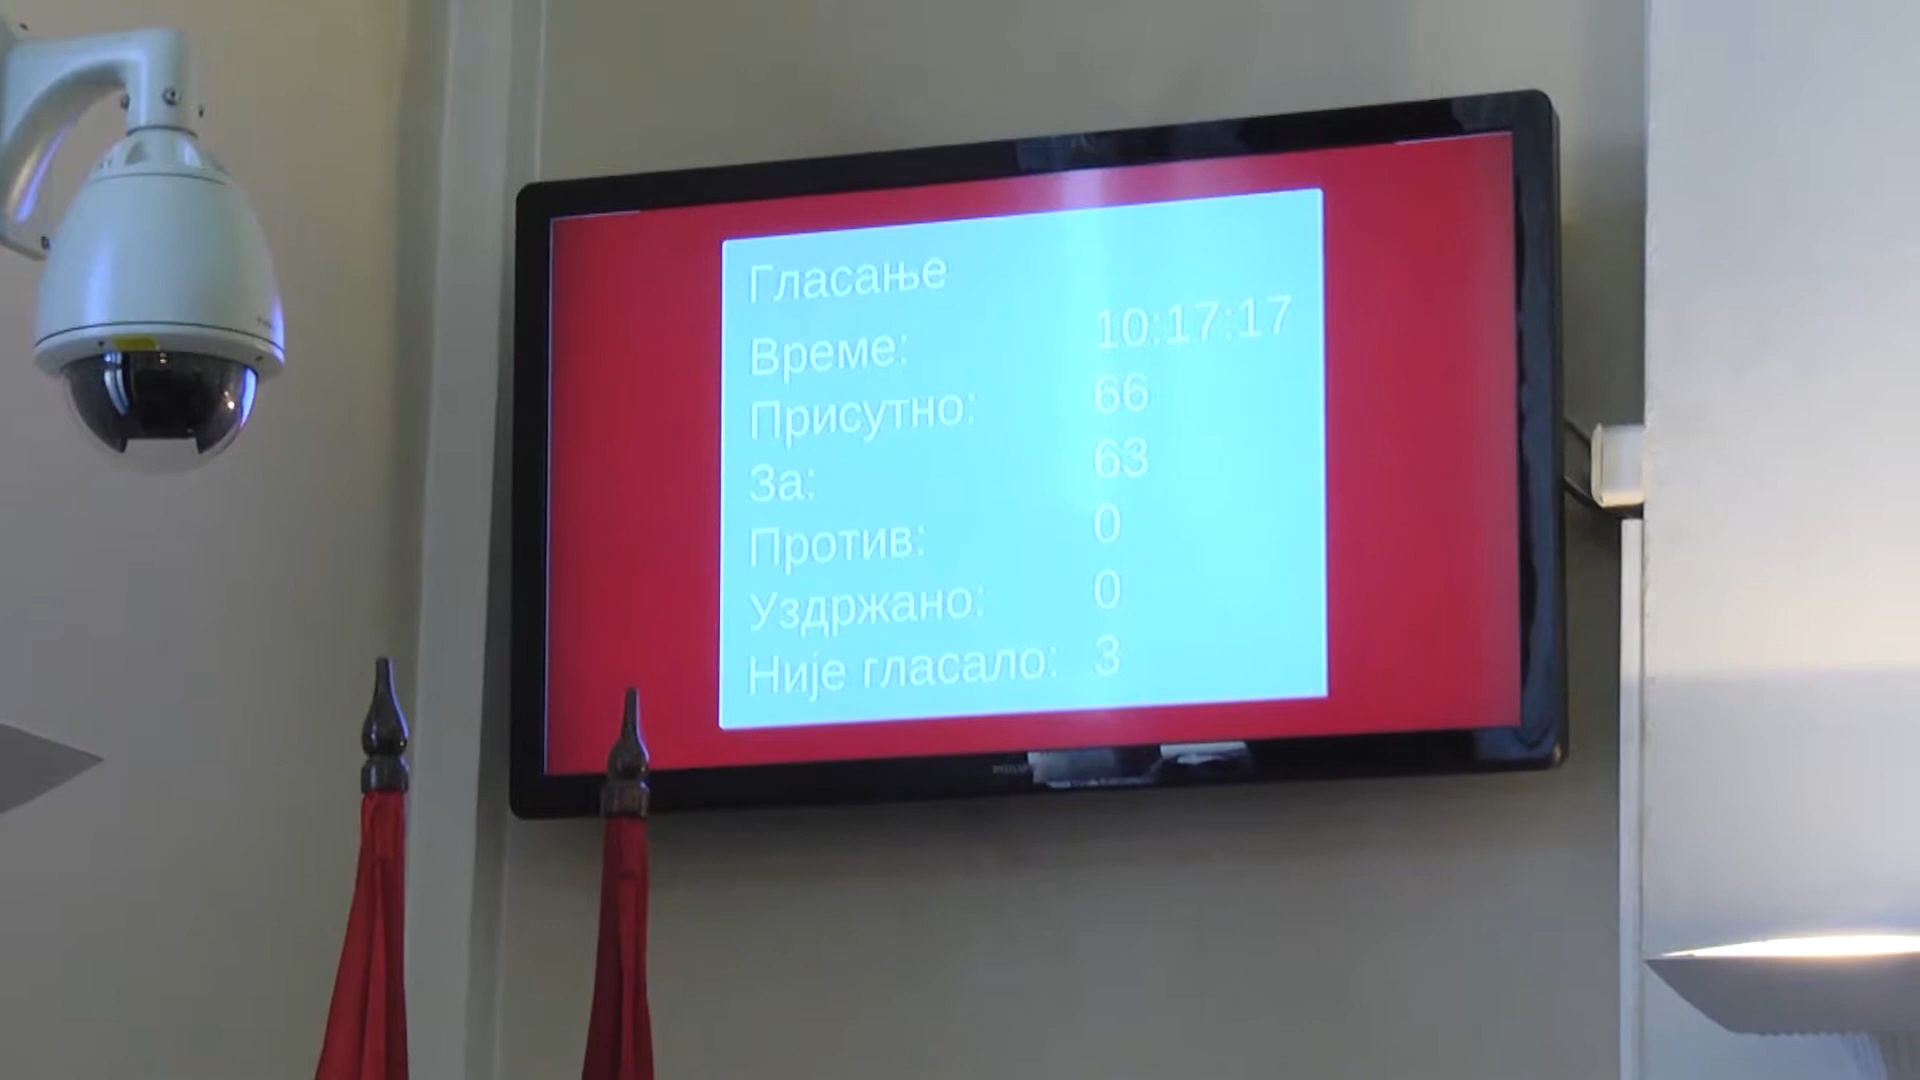 Гласање
Време: 10:17:17
Присутно: 66
За: 63
Против: 0
Уздржано: 0
Није гласало: 3